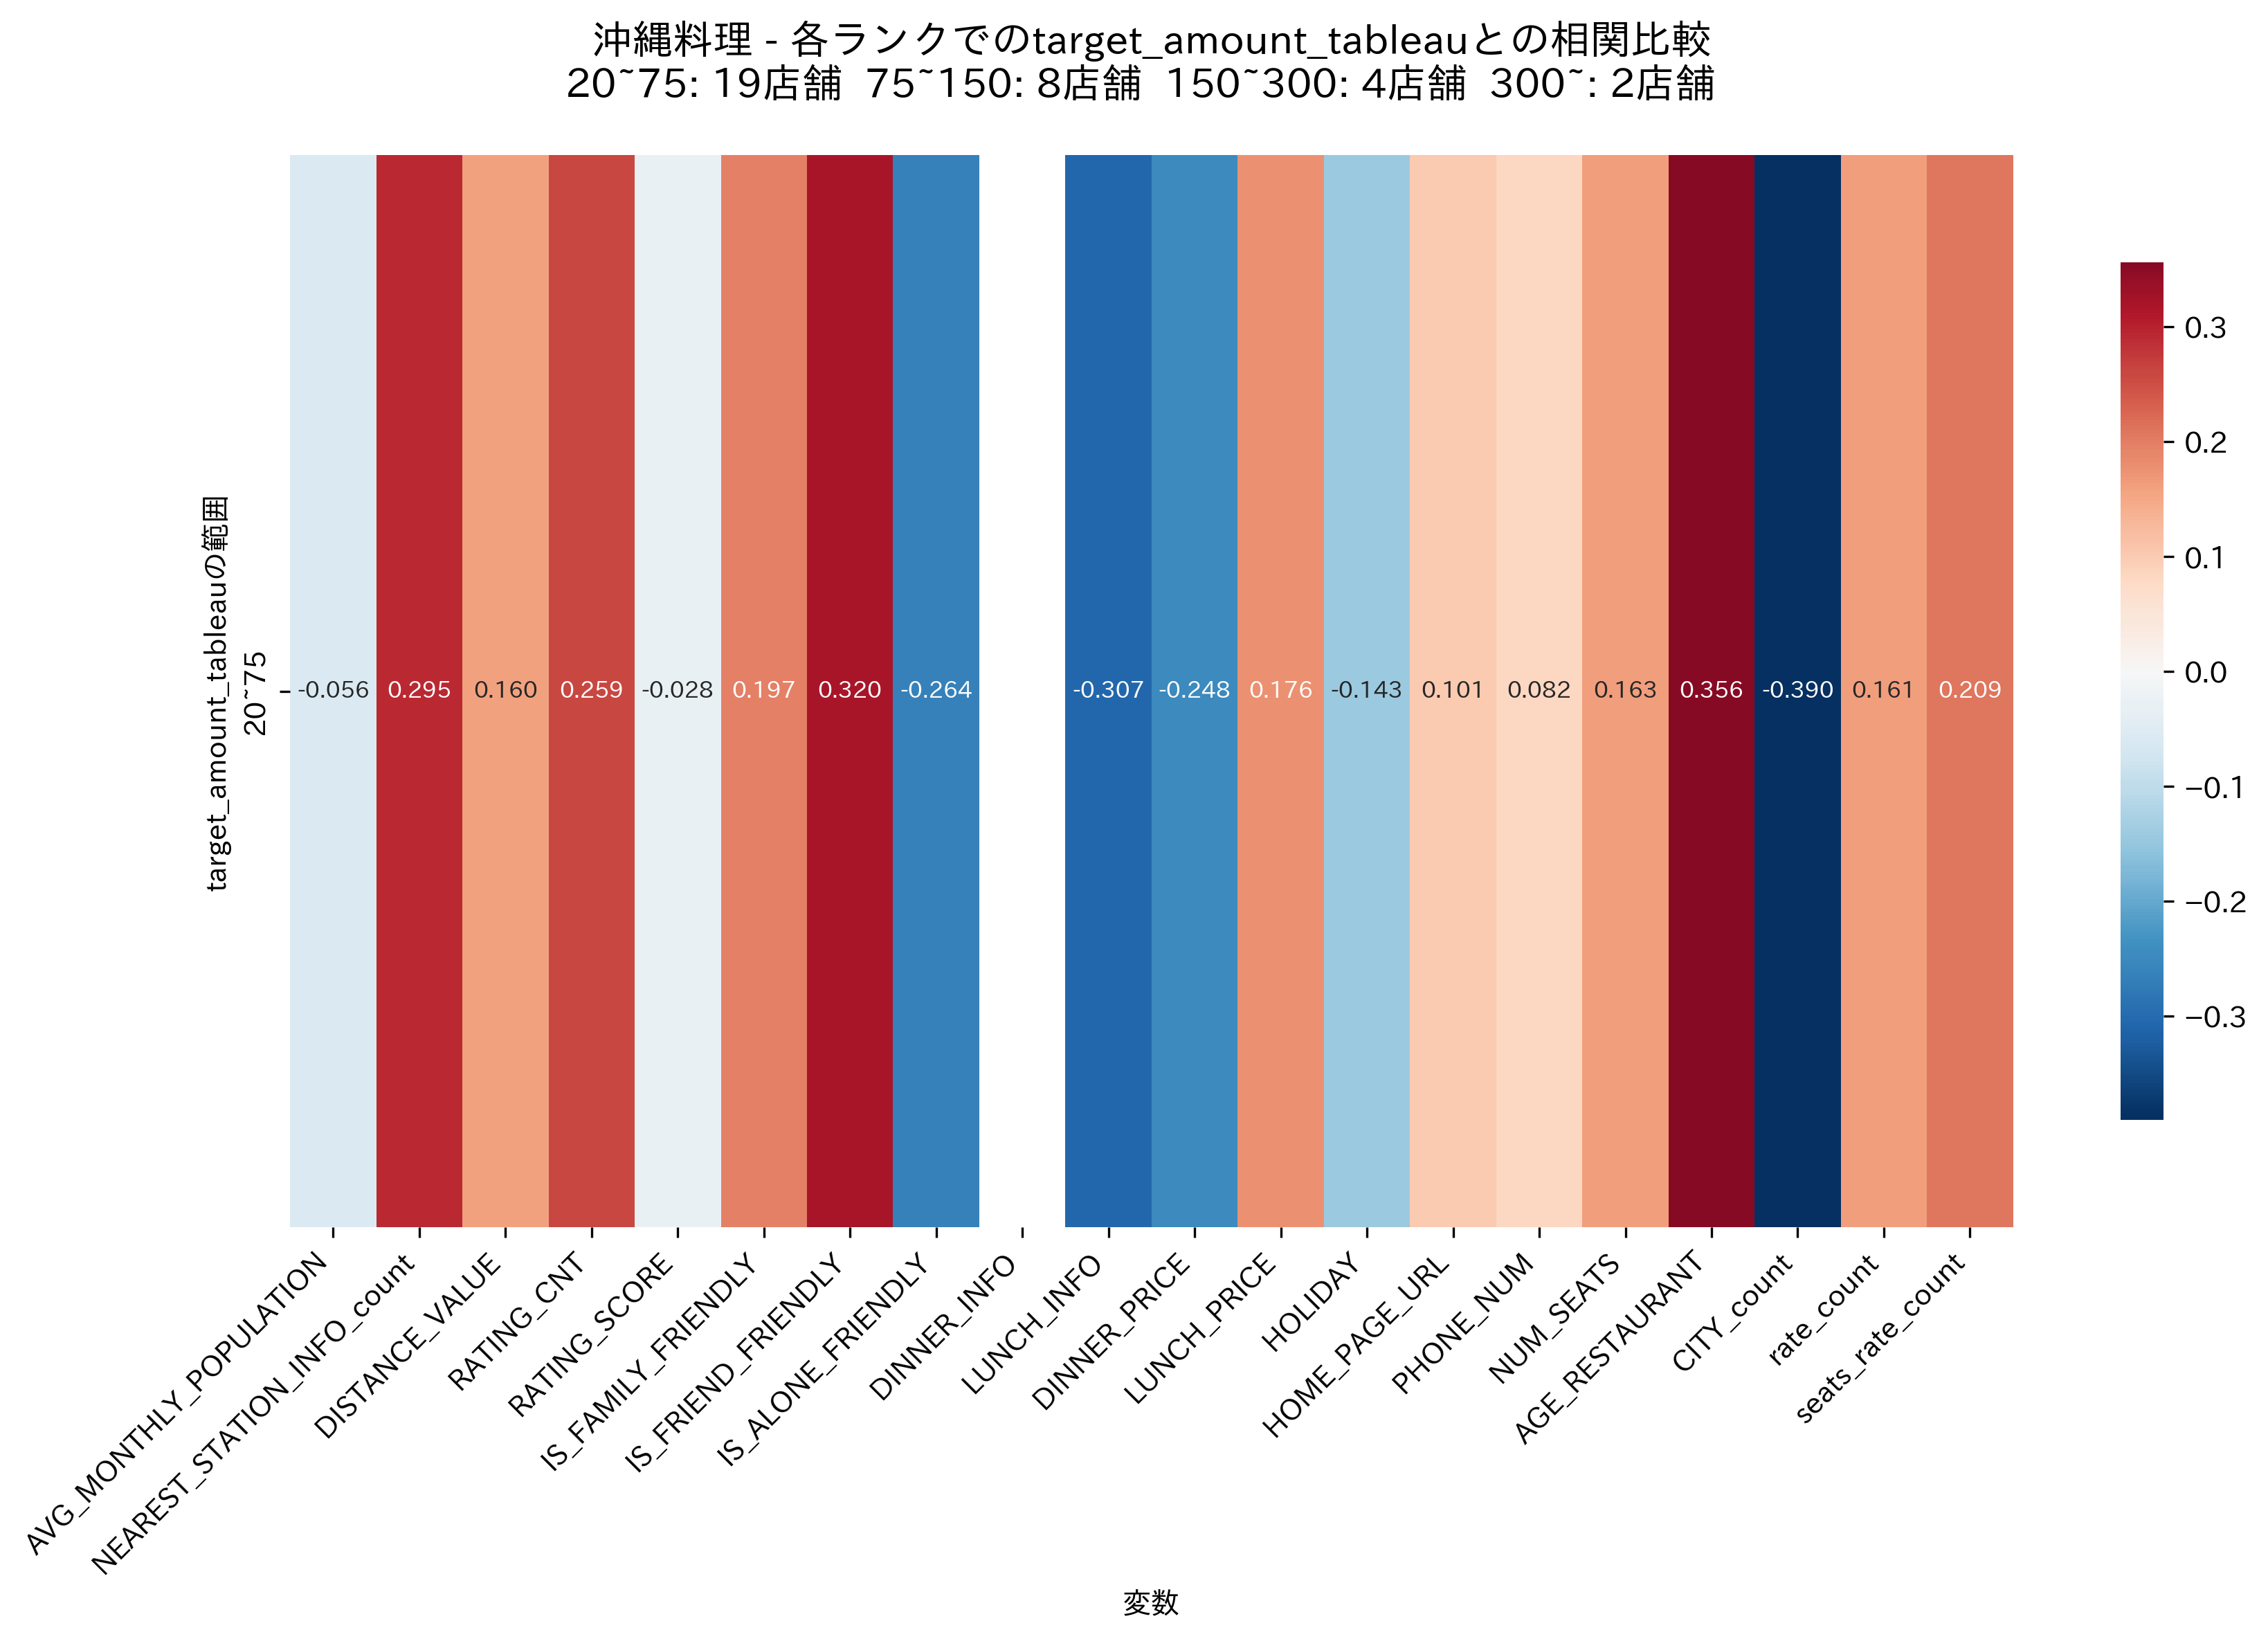 沖縄料理 - 各ランクでのtarget_amount_tableauとの相関比較
20~75: 19店舗  75~150: 8店舗  150~300: 4店舗  300~: 2店舗
target_amount_tableauの範囲
20~75
-0.056 0.295 0.160 0.259 -0.028 0.197 0.320 -0.264 -0.307 -0.248 0.176 -0.143 0.101 0.082 0.163 0.356 -0.390 0.161 0.209
AVG_MONTHLY_POPULATION
NEAREST_STATION_INFO_count
DISTANCE_VALUE
RATING_CNT
RATING_SCORE
IS_FAMILY_FRIENDLY
IS_FRIEND_FRIENDLY
IS_ALONE_FRIENDLY
DINNER_INFO
LUNCH_INFO
DINNER_PRICE
LUNCH_PRICE
HOLIDAY
HOME_PAGE_URL
PHONE_NUM
NUM_SEATS
AGE_RESTAURANT
CITY_count
rate_count
seats_rate_count
変数
0.3
0.2
0.1
0.0
−0.1
−0.2
−0.3